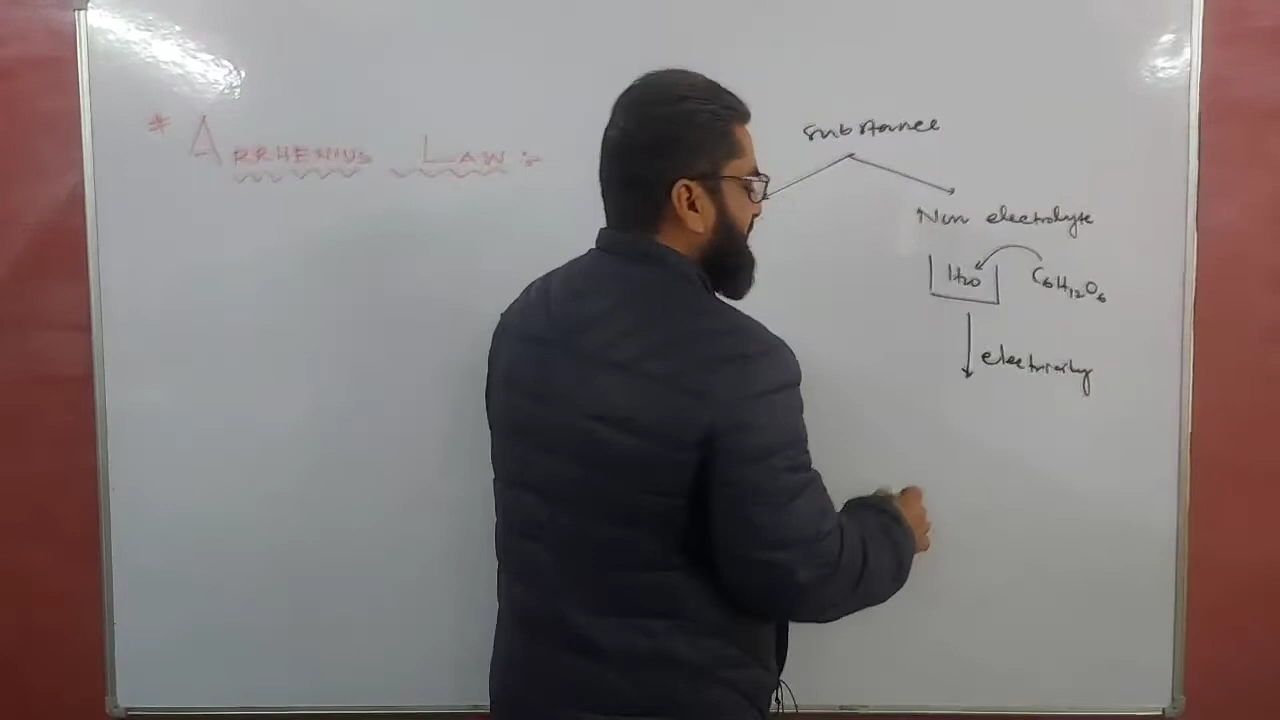 * ARRHENIUS LAW :-
substance
Non electrolyte
H2O
C6H12O6
electricity